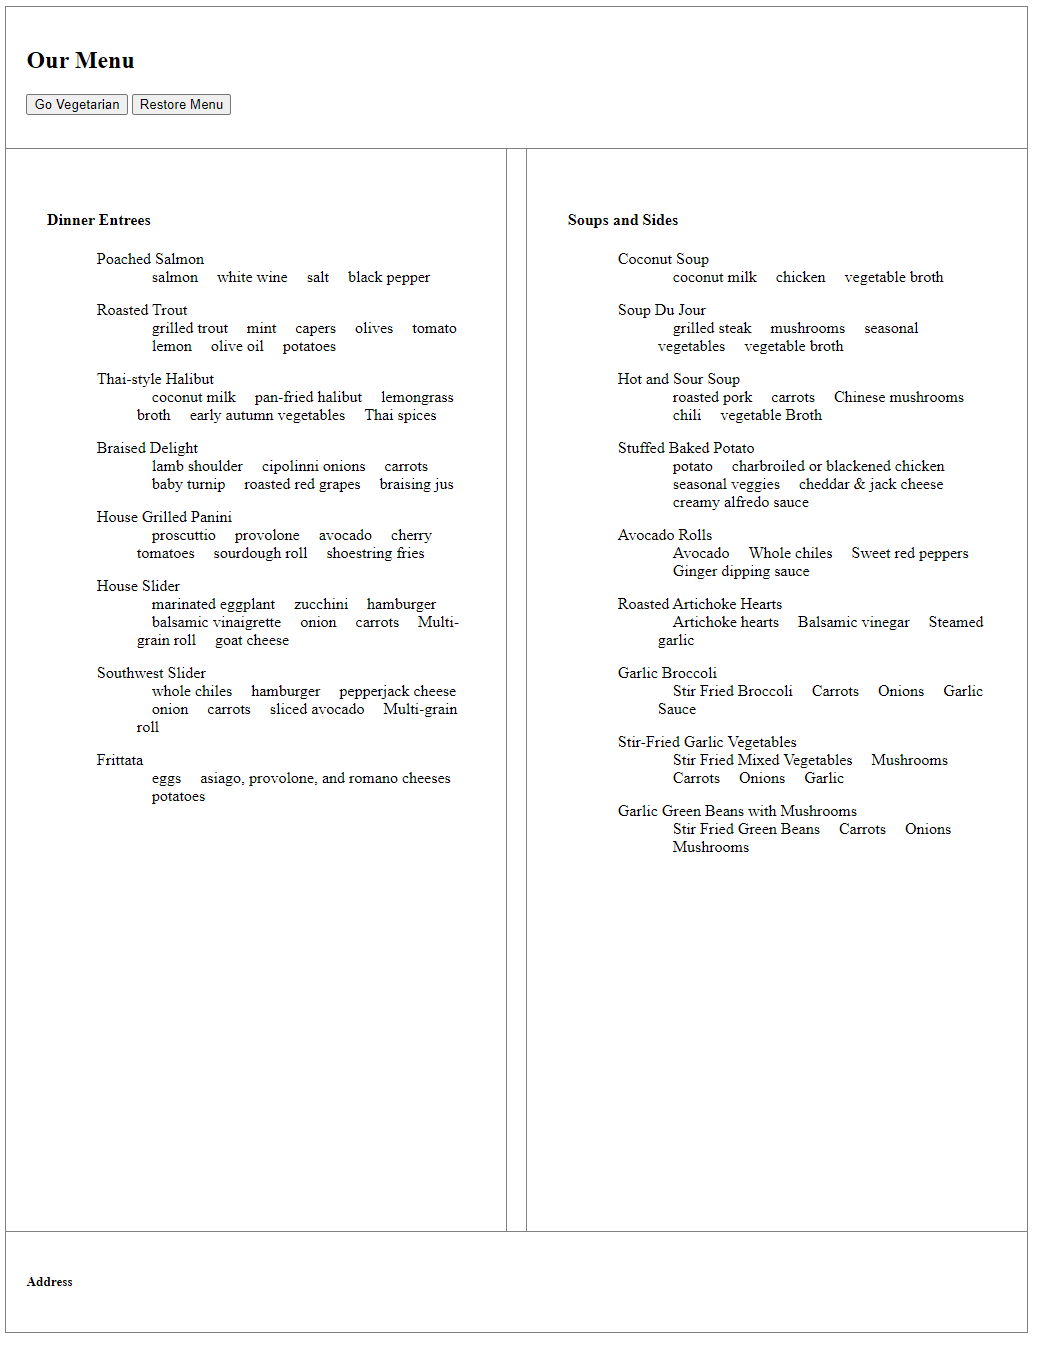 Our Menu
Go Vegetarian Restore Menu
Dinner Entrees
Poached Salmon
salmon white wine salt black pepper
Roasted Trout
grilled trout mint capers olives tomato
lemon olive oil potatoes
Thai-style Halibut
coconut milk pan-fried halibut lemongrass
broth early autumn vegetables Thai spices
Braised Delight
lamb shoulder cipolinni onions carrots
baby turnip roasted red grapes braising jus
House Grilled Panini
proscuttio provolone avocado cherry
tomatoes sourdough roll shoestring fries
House Slider
marinated eggplant zucchini hamburger
balsamic vinaigrette onion carrots Multi-
grain roll goat cheese
Southwest Slider
whole chiles hamburger pepperjack cheese
onion carrots sliced avocado Multi-grain
roll
Frittata
eggs asiago, provolone, and romano cheeses
potatoes
Soups and Sides
Coconut Soup
coconut milk chicken vegetable broth
Soup Du Jour
grilled steak mushrooms seasonal
vegetables vegetable broth
Hot and Sour Soup
roasted pork carrots Chinese mushrooms
chili vegetable Broth
Stuffed Baked Potato
potato charbroiled or blackened chicken
seasonal veggies cheddar & jack cheese
creamy alfredo sauce
Avocado Rolls
Avocado Whole chiles Sweet red peppers
Ginger dipping sauce
Roasted Artichoke Hearts
Artichoke hearts Balsamic vinegar Steamed
garlic
Garlic Broccoli
Stir Fried Broccoli Carrots Onions Garlic
Sauce
Stir-Fried Garlic Vegetables
Stir Fried Mixed Vegetables Mushrooms
Carrots Onions Garlic
Garlic Green Beans with Mushrooms
Stir Fried Green Beans Carrots Onions
Mushrooms
Address